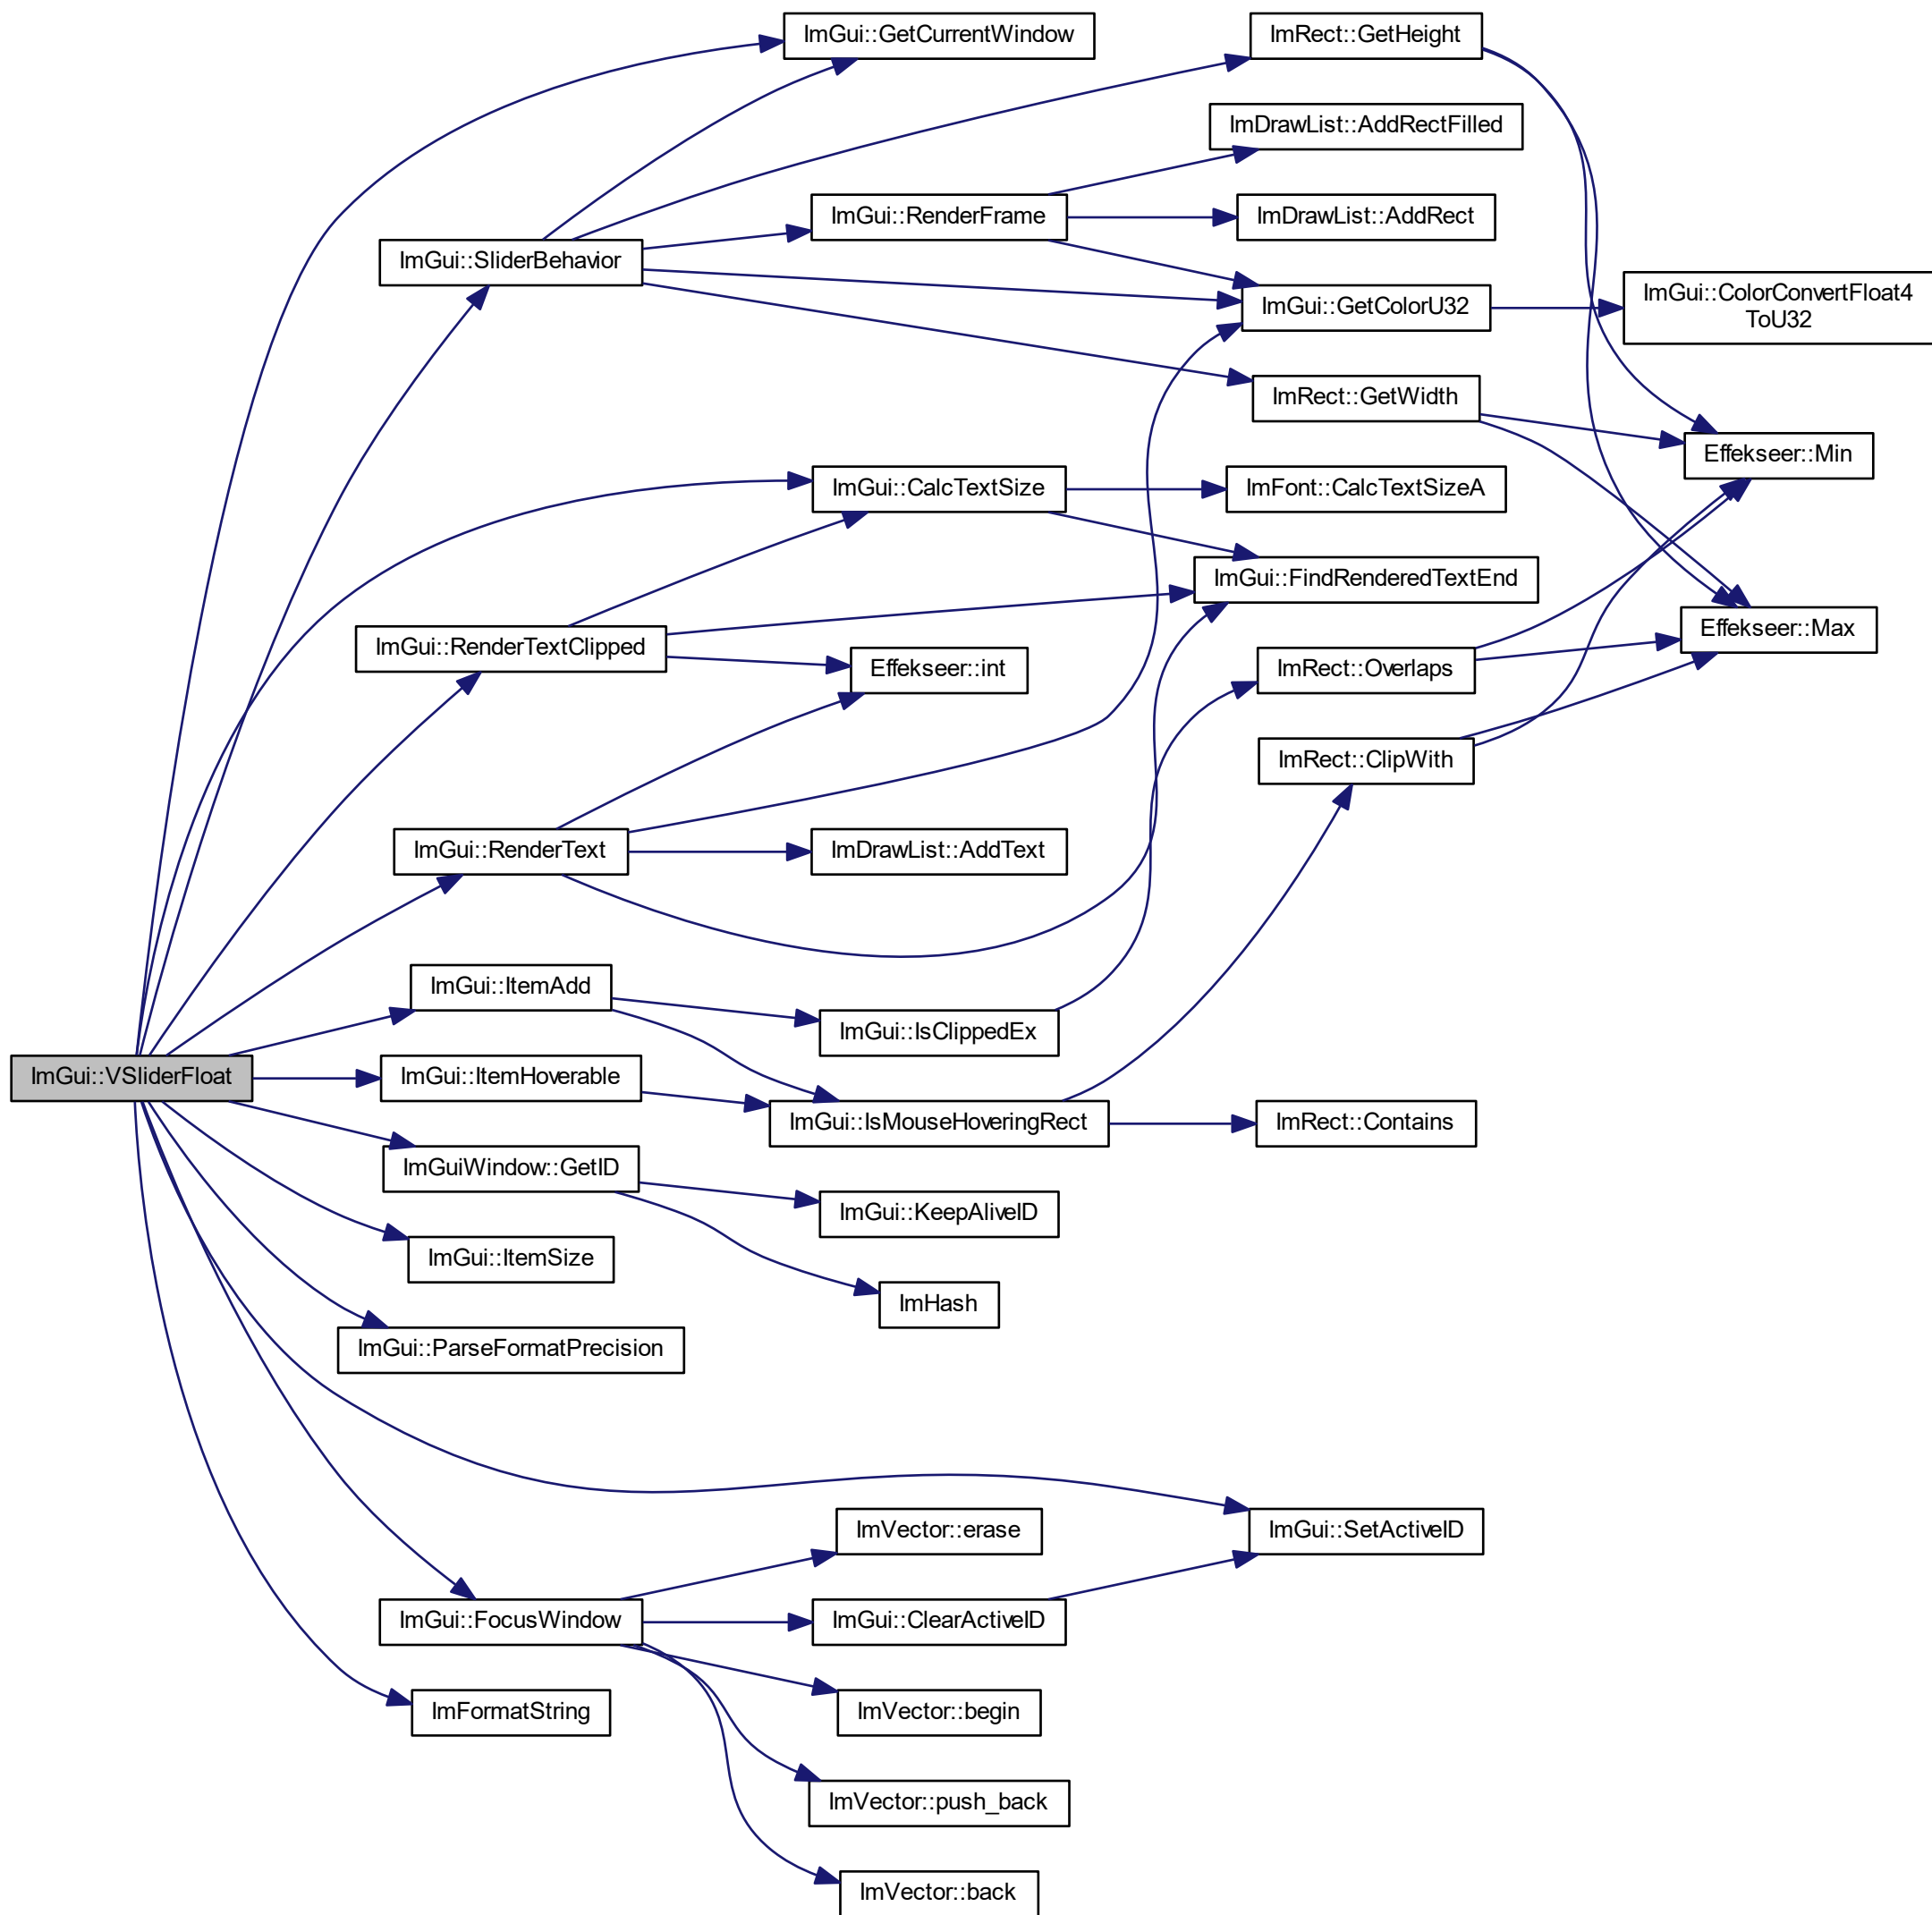 ImGui::GetCurrentWindow
ImRect::GetHeight
ImDrawList::AddRectFilled
ImGui::RenderFrame
ImDrawList::AddRect
ImGui::SliderBehavior
ImGui::GetColorU32
ImGui::ColorConvertFloat4
ToU32
ImRect::GetWidth
Effekseer::Min
ImGui::CalcTextSize
ImFont::CalcTextSizeA
ImGui::FindRenderedTextEnd
Effekseer::Max
ImGui::RenderTextClipped
Effekseer::int
ImRect::Overlaps
ImRect::ClipWith
ImGui::RenderText
ImDrawList::AddText
ImGui::ItemAdd
ImGui::IsClippedEx
ImGui::VSliderFloat
ImGui::ItemHoverable
ImGui::IsMouseHoveringRect
ImRect::Contains
ImGuiWindow::GetID
ImGui::KeepAliveID
ImGui::ItemSize
ImHash
ImGui::ParseFormatPrecision
ImVector::erase
ImGui::SetActiveID
ImGui::FocusWindow
ImGui::ClearActiveID
ImFormatString
ImVector::begin
ImVector::push_back
ImVector::back